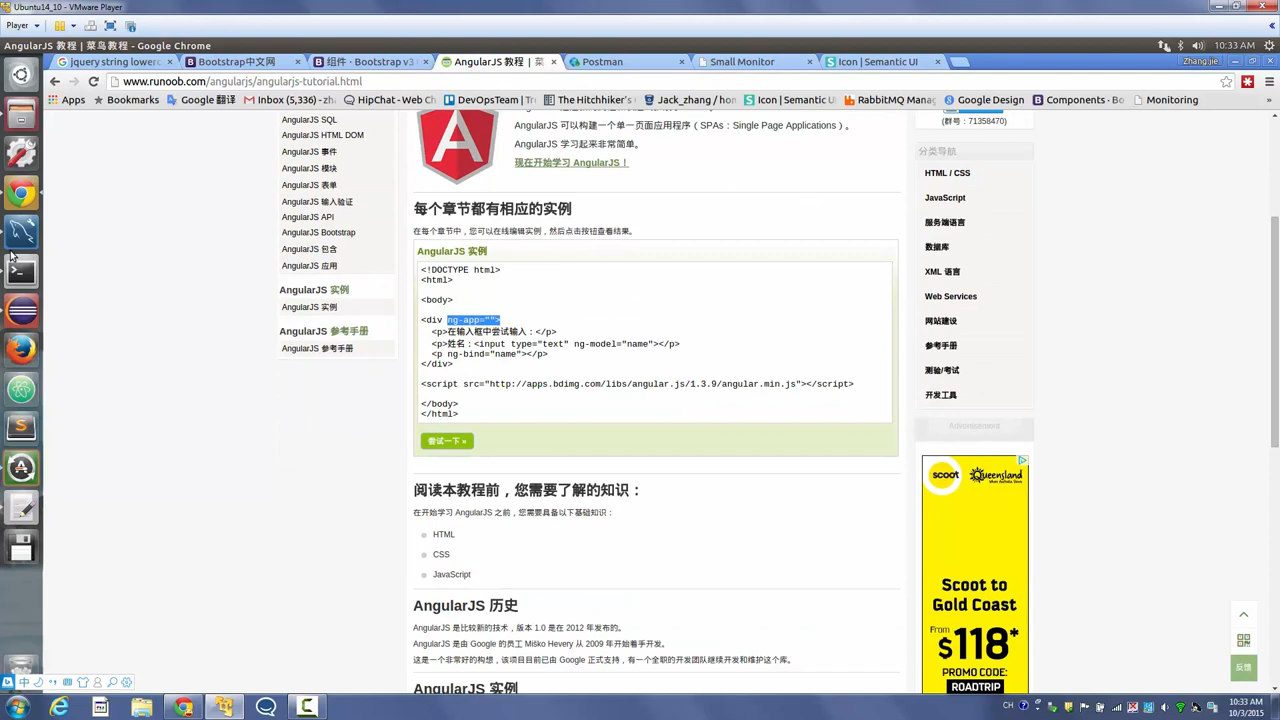 Ubuntu14_10 - VMware Player
Player
AngularJS 教程 | 菜鸟教程 - Google Chrome
10:33 AM
jquery string lowerc
Bootstrap中文网
组件 · Bootstrap v3
AngularJS 教程 | 菜
Postman
Small Monitor
Icon | Semantic UI
Zhang.jie
www.runoob.com/angularjs/angularjs-tutorial.html
Apps
Bookmarks
Google 翻译
Inbox (5,336) - zha
HipChat - Web C
DevOpsTeam | Tr
The Hitchhiker's
Jack_zhang / hom
Icon | Semantic U
RabbitMQ Manag
Google Design
Components · Bo
Monitoring
»
AngularJS SQL
AngularJS HTML DOM
AngularJS 事件
AngularJS 模块
AngularJS 表单
AngularJS 输入验证
AngularJS API
AngularJS Bootstrap
AngularJS 包含
AngularJS 应用
AngularJS 实例
AngularJS 实例
AngularJS 参考手册
AngularJS 参考手册
AngularJS 可以构建一个单一页面应用程序（SPAs：Single Page Applications）。
AngularJS 学习起来非常简单。
现在开始学习 AngularJS！
每个章节都有相应的实例
在每个章节中，您可以在线编辑实例，然后点击按钮查看结果。
AngularJS 实例
<!DOCTYPE html>
<html>
<body>
<div ng-app="">
<p>在输入框中尝试输入：</p>
<p>姓名：<input type="text" ng-model="name"></p>
<p ng-bind="name"></p>
</div>
<script src="http://apps.bdimg.com/libs/angular.js/1.3.9/angular.min.js"></script>
</body>
</html>
尝试一下 »
阅读本教程前，您需要了解的知识：
在开始学习 AngularJS 之前，您需要具备以下基础知识：
HTML
CSS
JavaScript
AngularJS 历史
AngularJS 是比较新的技术，版本 1.0 是在 2012 年发布的。
AngularJS 是由 Google 的员工 Miško Hevery 从 2009 年开始着手开发。
这是一个非常好的构想，该项目目前已由 Google 正式支持，有一个全职的开发团队继续开发和维护这个库。
AngularJS 实例
(群号：71358470)
分类导航
HTML / CSS
JavaScript
服务端语言
数据库
XML 语言
Web Services
网站建设
参考手册
测验/考试
开发工具
Advertisement
scoot
Queensland
Scoot to
Gold Coast
From
$118*
PROMO CODE:
ROADTRIP
反馈
中
CH
10:33 AM
10/3/2015